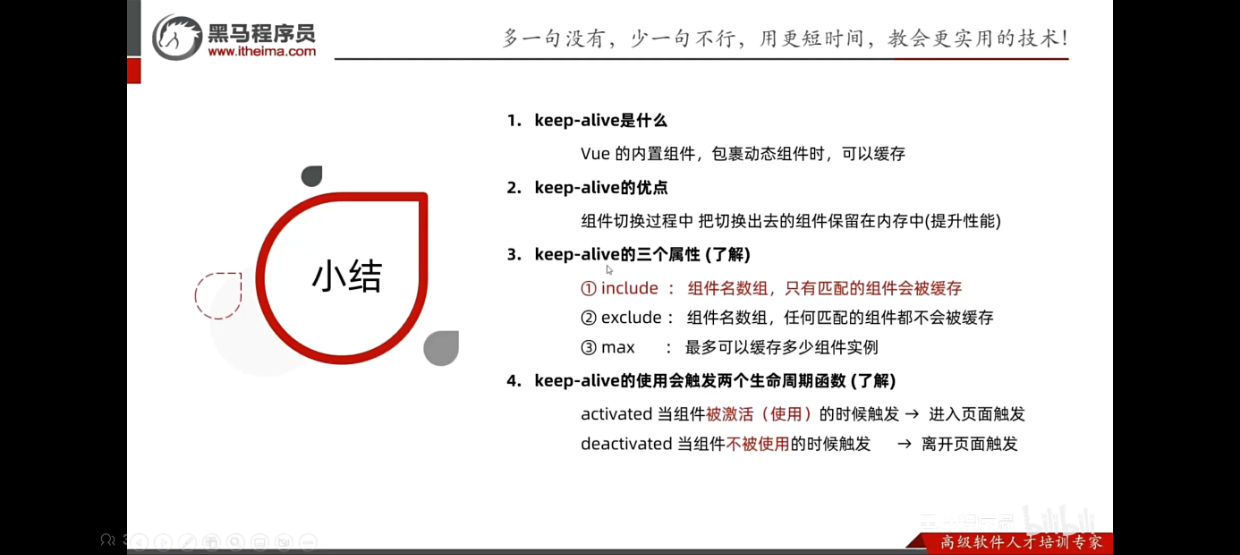 黑马程序员
www.itheima.com
多一句没有，少一句不行，用更短时间，教会更实用的技术!
小结
1. keep-alive是什么
Vue 的内置组件，包裹动态组件时，可以缓存
2. keep-alive的优点
组件切换过程中 把切换出去的组件保留在内存中(提升性能)
3. keep-alive的三个属性 (了解)
① include ： 组件名数组，只有匹配的组件会被缓存
② exclude ： 组件名数组，任何匹配的组件都不会被缓存
③ max ： 最多可以缓存多少组件实例
4. keep-alive的使用会触发两个生命周期函数 (了解)
activated 当组件被激活（使用）的时候触发 → 进入页面触发
deactivated 当组件不被使用的时候触发 → 离开页面触发
bilibili
高级软件人才培训专家